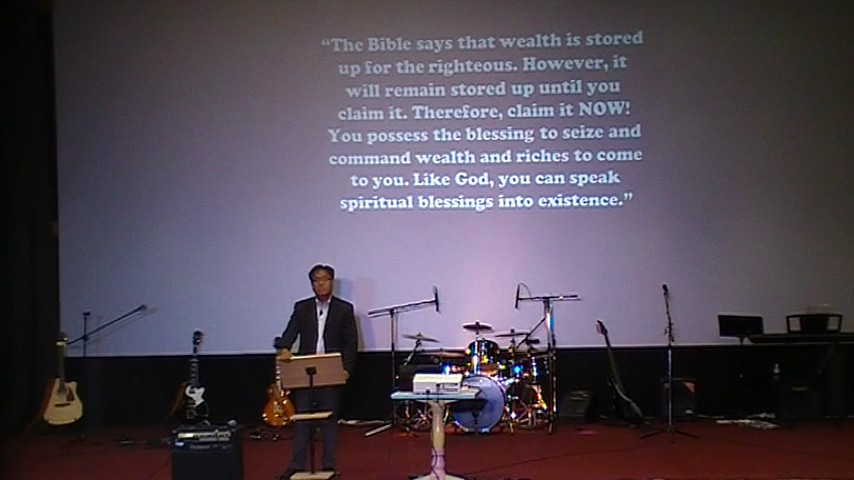 “The Bible says that wealth is stored
up for the righteous. However, it
will remain stored up until you
claim it. Therefore, claim it NOW!
You possess the blessing to seize and
command wealth and riches to come
to you. Like God, you can speak
spiritual blessings into existence.”